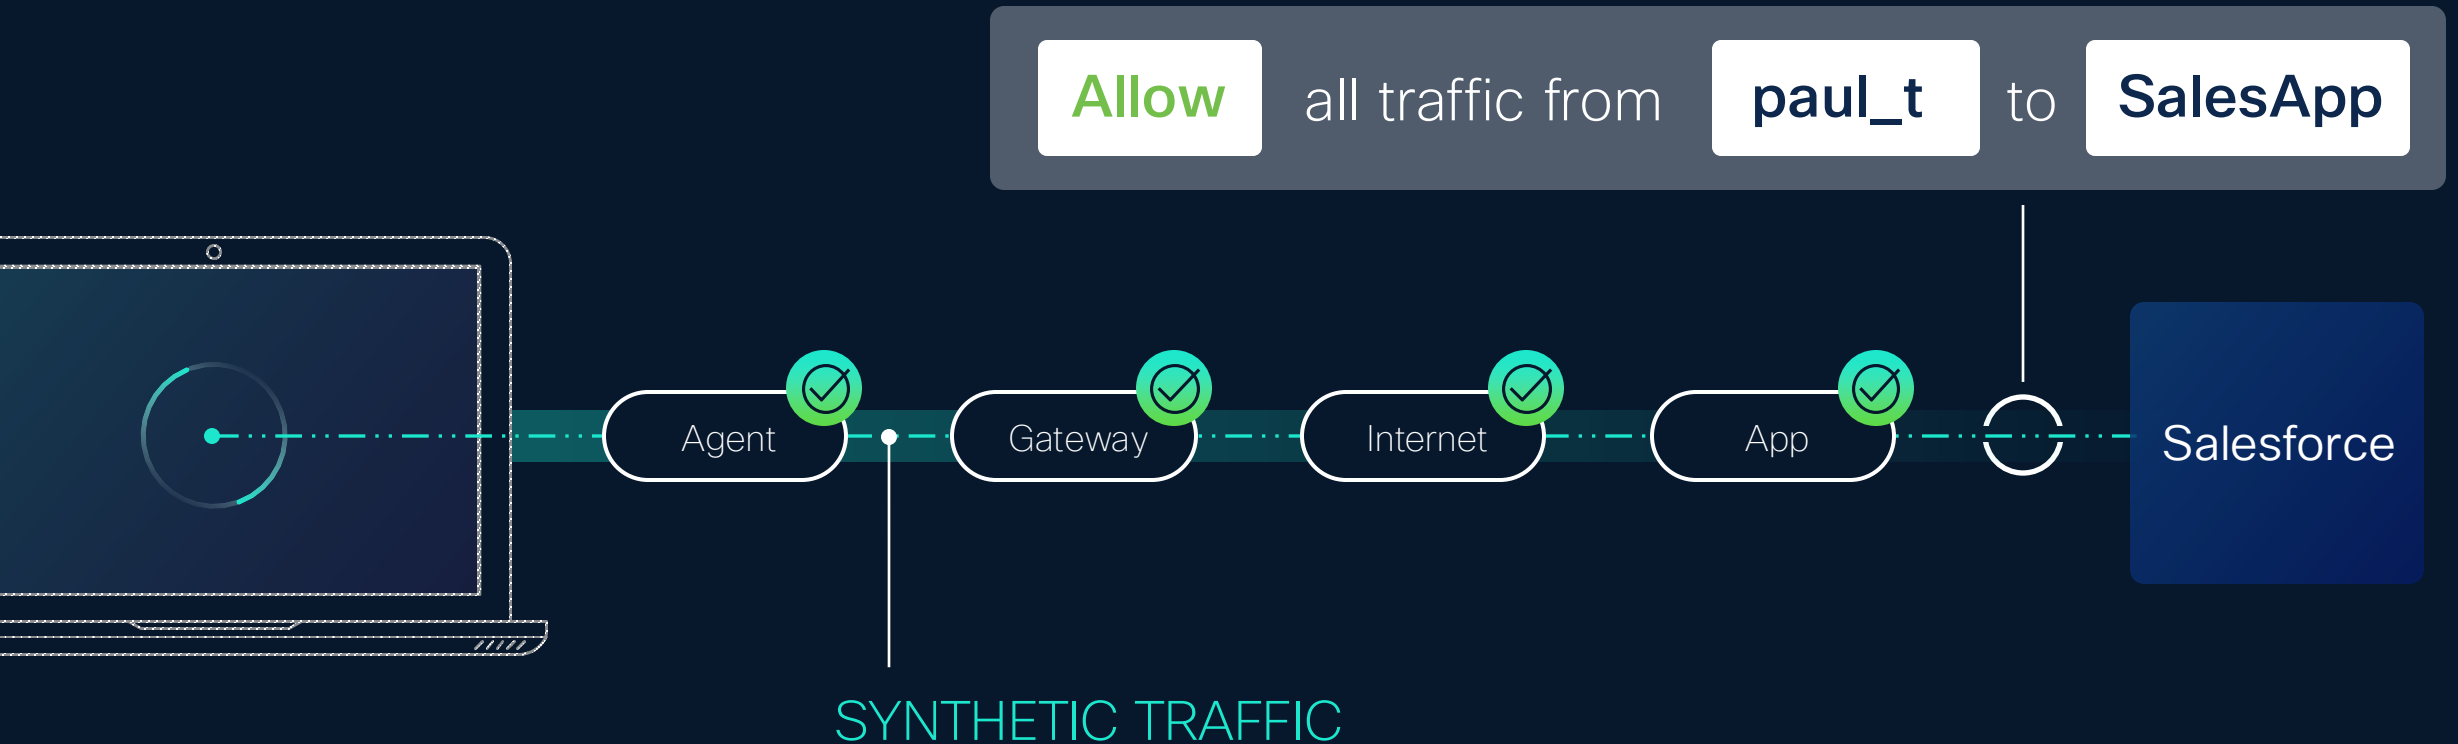 Allow all traffic from paul_t to SalesApp
Agent Gateway Internet App Salesforce
SYNTHETIC TRAFFIC